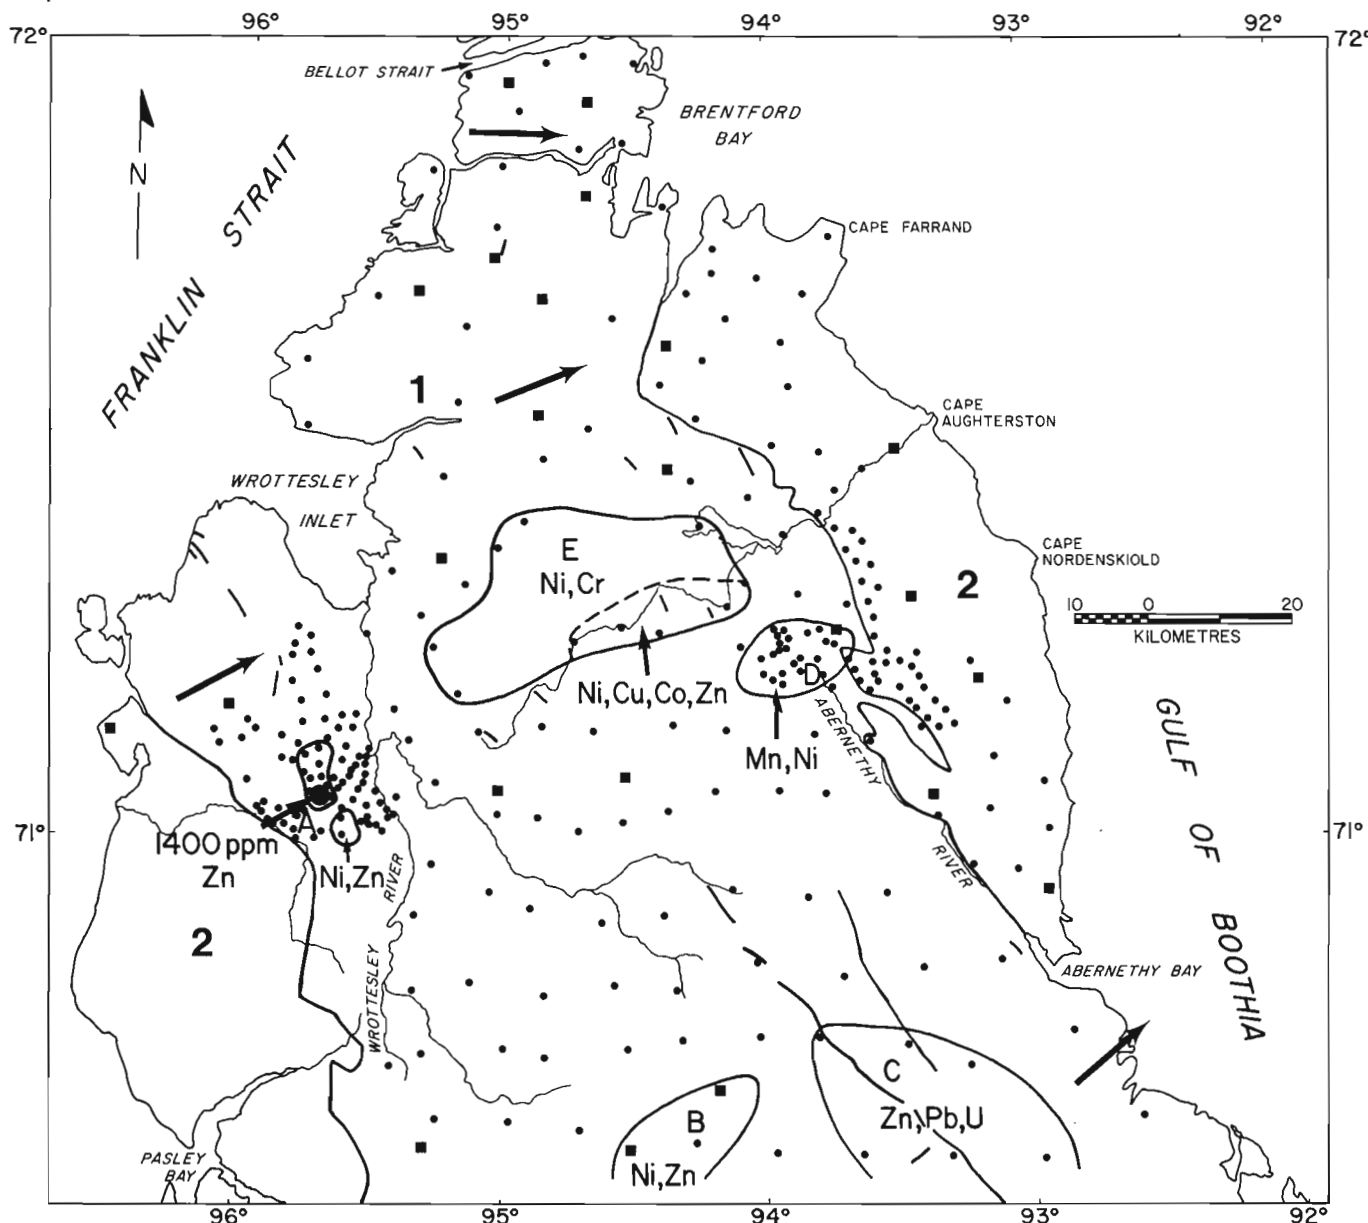 96° 95° 94° 93° 92°
72° 72°
BELLOT STRAIT
BRENTFORD
BAY
N
FRANKLIN STRAIT
CAPE FARRAND
1
CAPE
AUGHTERSTON
WROTTESLEY
INLET
CAPE
NORDENSKIOLD
E
Ni,Cr
2
10 0 20
KILOMETRES
D
Ni,Cu,Co,Zn
Mn,Ni
ABERNETHY
RIVER
GULF OF BOOTHIA
A
71° 71°
1400 ppm
Zn
Ni,Zn
WROTTESLEY RIVER
2
ABERNETHY BAY
C
Zn,Pb,U
B
Ni,Zn
PASLEY
BAY
96° 95° 94° 93° 92°